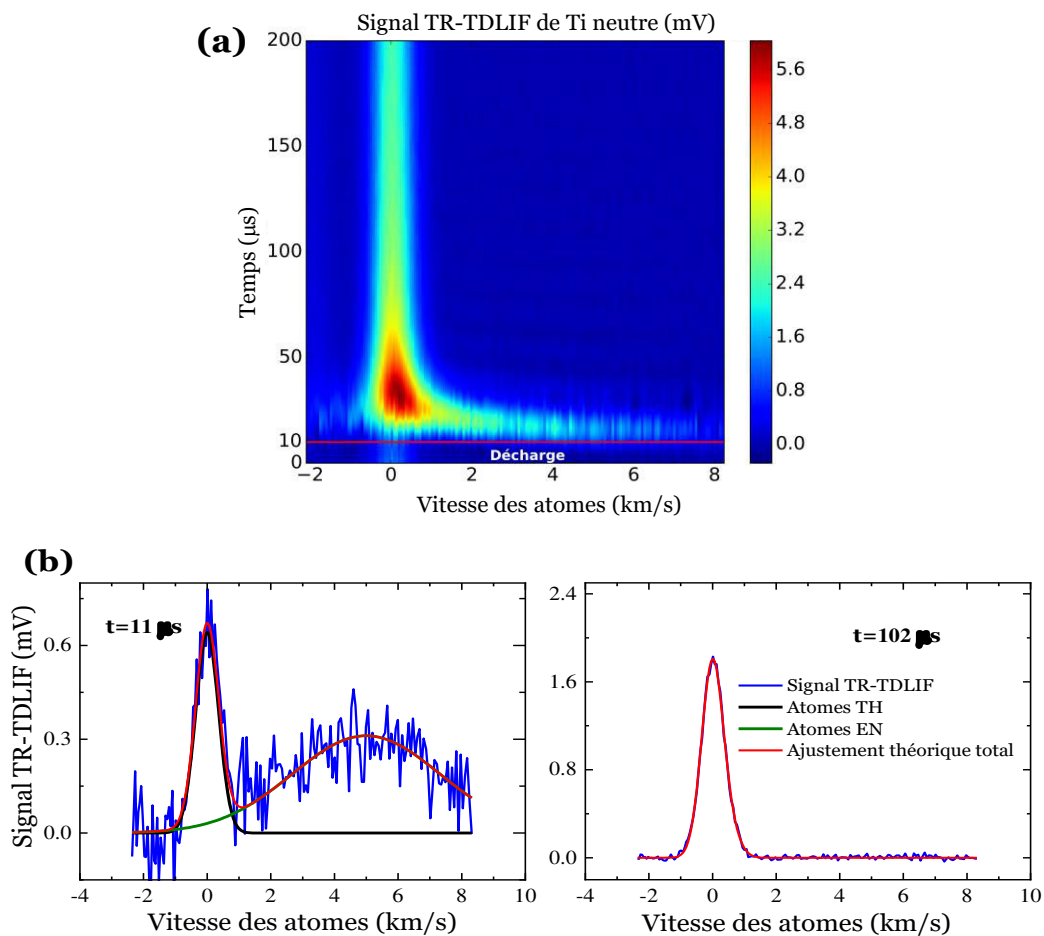 Signal TR-TDLIF de Ti neutre (mV)
(a)
Temps (µs)
200
150
100
50
10
0
Décharge
−2 0 2 4 6 8
Vitesse des atomes (km/s)
5.6
4.8
4.0
3.2
2.4
1.6
0.8
0.0
(b)
Signal TR-TDLIF (mV)
0.6
0.3
0.0
t=11 µs
-4 -2 0 2 4 6 8 10
Vitesse des atomes (km/s)
2.4
1.8
1.2
0.6
0.0
t=102 µs
Signal TR-TDLIF
Atomes TH
Atomes EN
Ajustement théorique total
-4 -2 0 2 4 6 8 10
Vitesse des atomes (km/s)